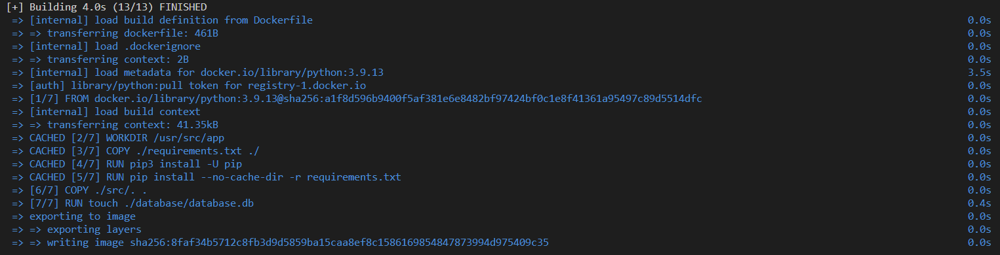 [+] Building 4.0s (13/13) FINISHED
=> [internal] load build definition from Dockerfile 0.0s
=> => transferring dockerfile: 461B 0.0s
=> [internal] load .dockerignore 0.0s
=> => transferring context: 2B 0.0s
=> [internal] load metadata for docker.io/library/python:3.9.13 3.5s
=> [auth] library/python:pull token for registry-1.docker.io 0.0s
=> [1/7] FROM docker.io/library/python:3.9.13@sha256:a1f8d596b9400f5af381e6e8482bf97424bf0c1e8f41361a95497c89d5514dfc 0.0s
=> [internal] load build context 0.0s
=> => transferring context: 41.35kB 0.0s
=> CACHED [2/7] WORKDIR /usr/src/app 0.0s
=> CACHED [3/7] COPY ./requirements.txt ./ 0.0s
=> CACHED [4/7] RUN pip3 install -U pip 0.0s
=> CACHED [5/7] RUN pip install --no-cache-dir -r requirements.txt 0.0s
=> [6/7] COPY ./src/. . 0.0s
=> [7/7] RUN touch ./database/database.db 0.4s
=> exporting to image 0.0s
=> => exporting layers 0.0s
=> => writing image sha256:8faf34b5712c8fb3d9d5859ba15caa8ef8c1586169854847873994d975409c35 0.0s